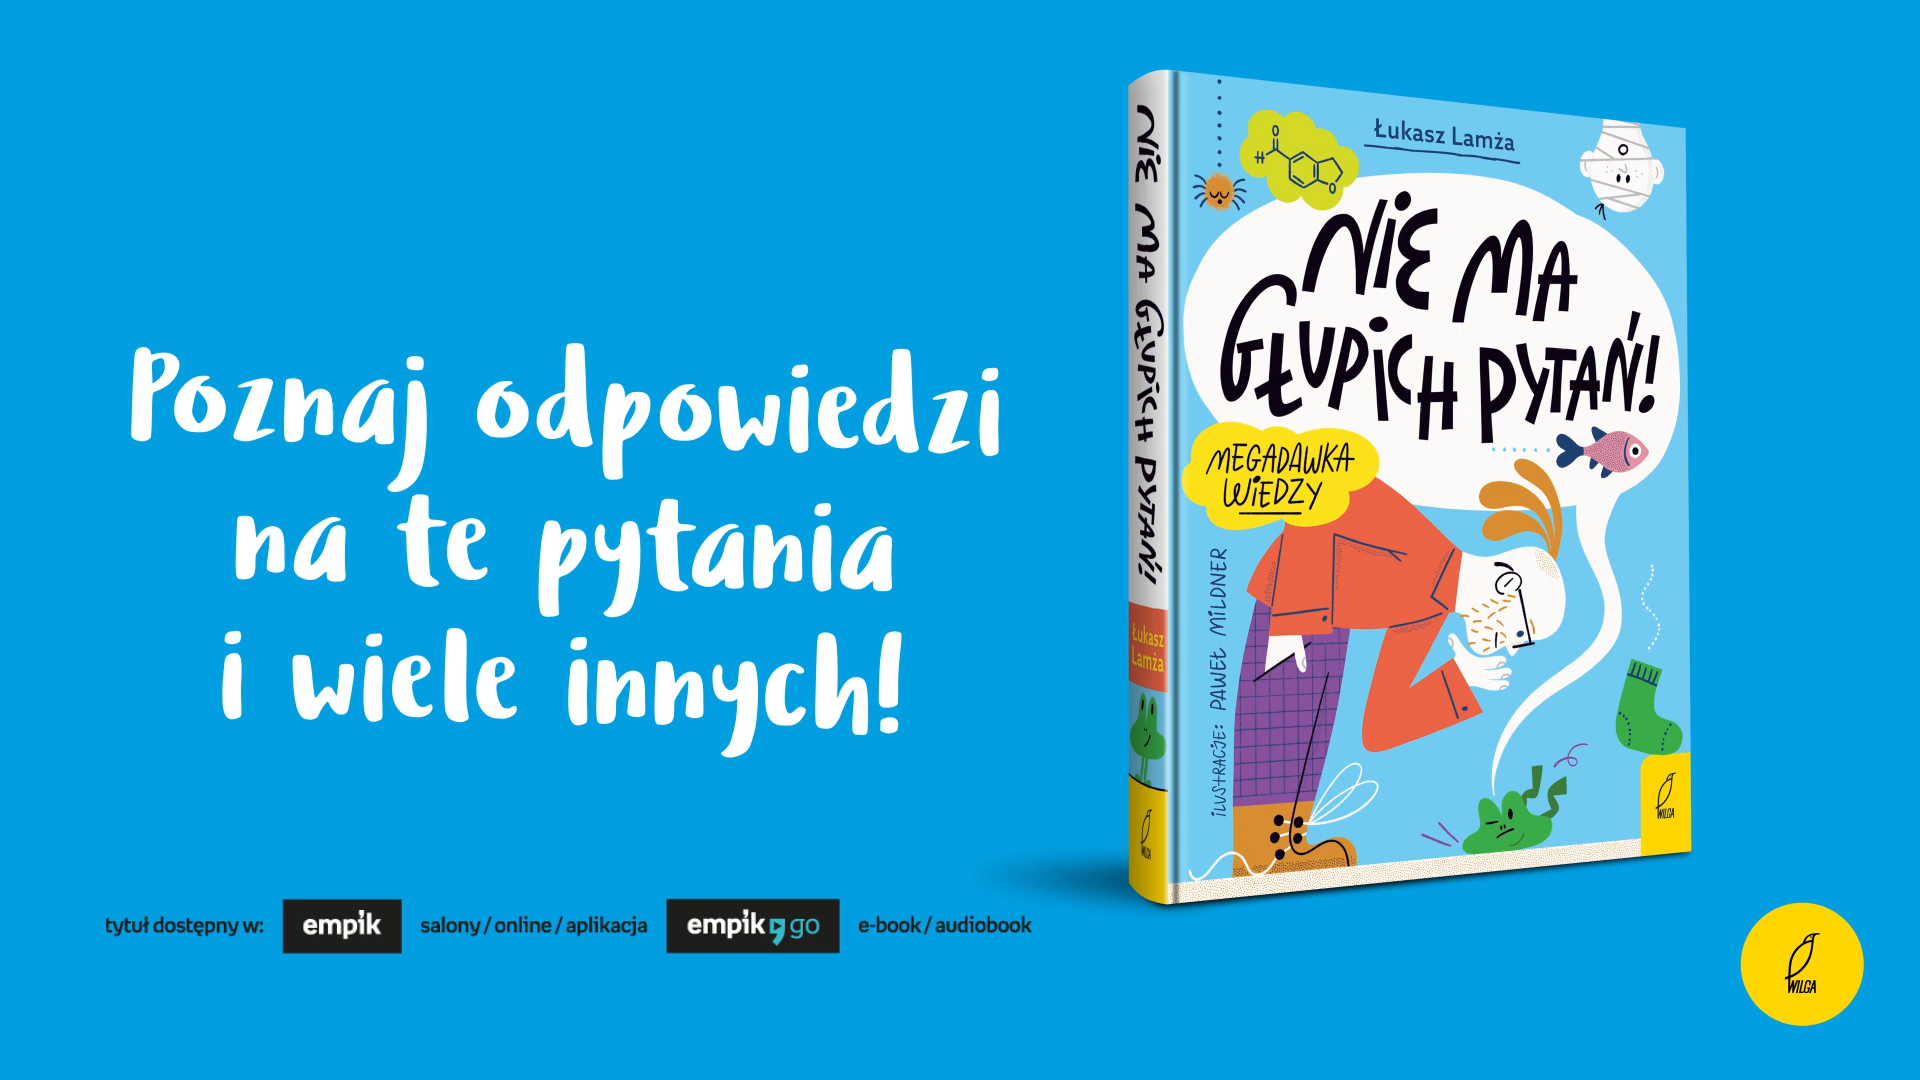 Poznaj odpowiedzi
na te pytania
i wiele innych!
tytuł dostępny w: empik salony / online / aplikacja empik go e-book / audiobook
NIE MA GŁUPICH PYTAŃ!
Łukasz
Lamża
WILGA
Łukasz Lamża
NIE MA
GŁUPICH PYTAŃ!
MEGADAWKA
WIEDZY
ILUSTRACJE: PAWEŁ MILDNER
H
O
O
WILGA
WILGA